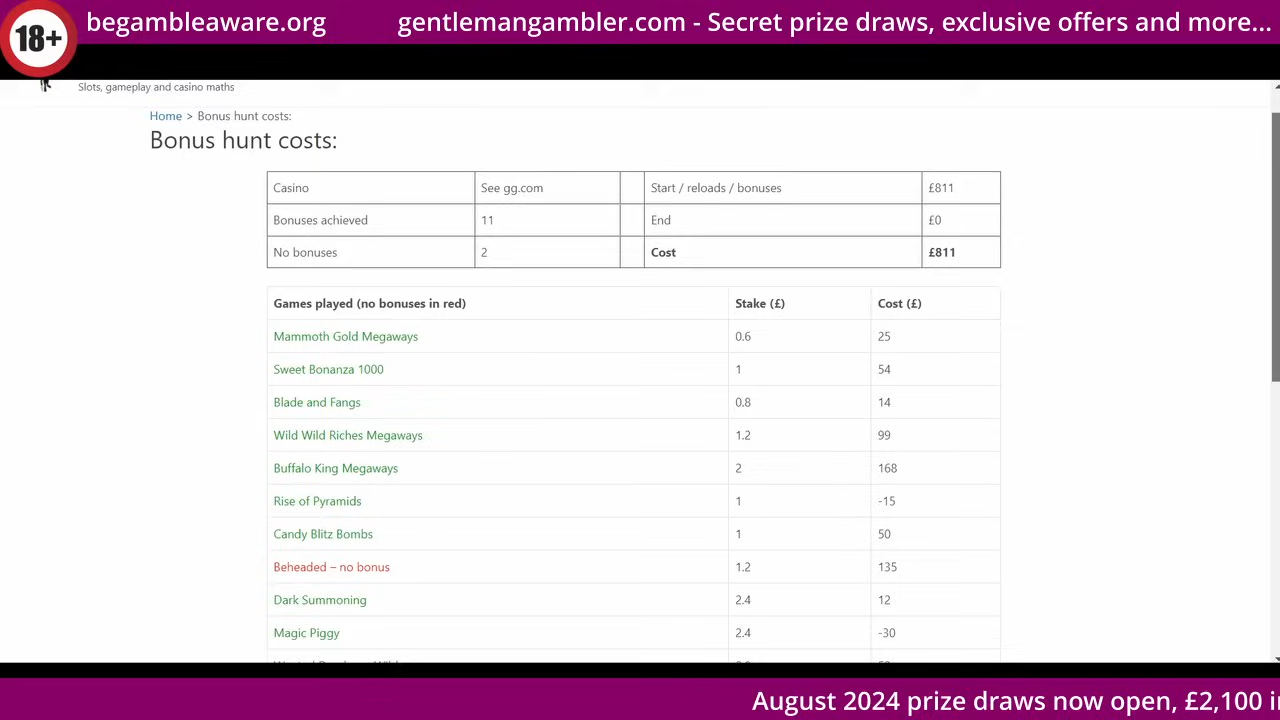 18+
begambleaware.org
gentlemangambler.com - Secret prize draws, exclusive offers and more...
Slots, gameplay and casino maths
Home > Bonus hunt costs:
Bonus hunt costs:
Casino See gg.com Start / reloads / bonuses £811
Bonuses achieved 11 End £0
No bonuses 2 Cost £811
Games played (no bonuses in red) Stake (£) Cost (£)
Mammoth Gold Megaways 0.6 25
Sweet Bonanza 1000 1 54
Blade and Fangs 0.8 14
Wild Wild Riches Megaways 1.2 99
Buffalo King Megaways 2 168
Rise of Pyramids 1 -15
Candy Blitz Bombs 1 50
Beheaded – no bonus 1.2 135
Dark Summoning 2.4 12
Magic Piggy 2.4 -30
August 2024 prize draws now open, £2,100 i